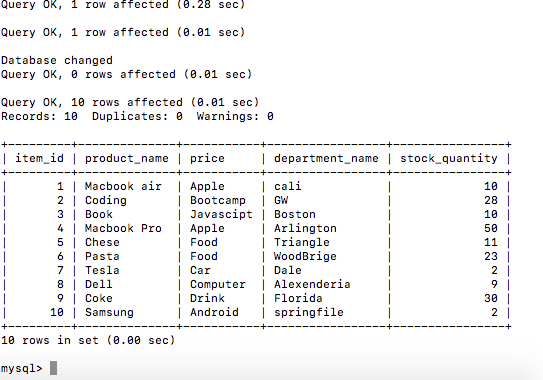 Query OK, 1 row affected (0.28 sec)
Query OK, 1 row affected (0.01 sec)
Database changed
Query OK, 0 rows affected (0.01 sec)
Query OK, 10 rows affected (0.01 sec)
Records: 10  Duplicates: 0  Warnings: 0
+---------+--------------+-----------+-----------------+----------------+
| item_id | product_name | price     | department_name | stock_quantity |
+---------+--------------+-----------+-----------------+----------------+
|       1 | Macbook air  | Apple     | cali            |             10 |
|       2 | Coding       | Bootcamp  | GW              |             28 |
|       3 | Book         | Javascipt | Boston          |             10 |
|       4 | Macbook Pro  | Apple     | Arlington       |             50 |
|       5 | Chese        | Food      | Triangle        |             11 |
|       6 | Pasta        | Food      | WoodBrige       |             23 |
|       7 | Tesla        | Car       | Dale            |              2 |
|       8 | Dell         | Computer  | Alexenderia     |              9 |
|       9 | Coke         | Drink     | Florida         |             30 |
|      10 | Samsung      | Android   | springfile      |              2 |
+---------+--------------+-----------+-----------------+----------------+
10 rows in set (0.00 sec)
mysql>